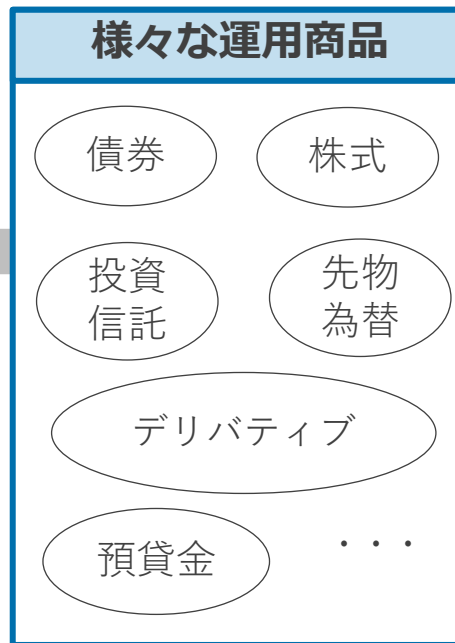 様々な運用商品
債券
株式
投資
信託
先物
為替
デリバティブ
預貸金
・・・